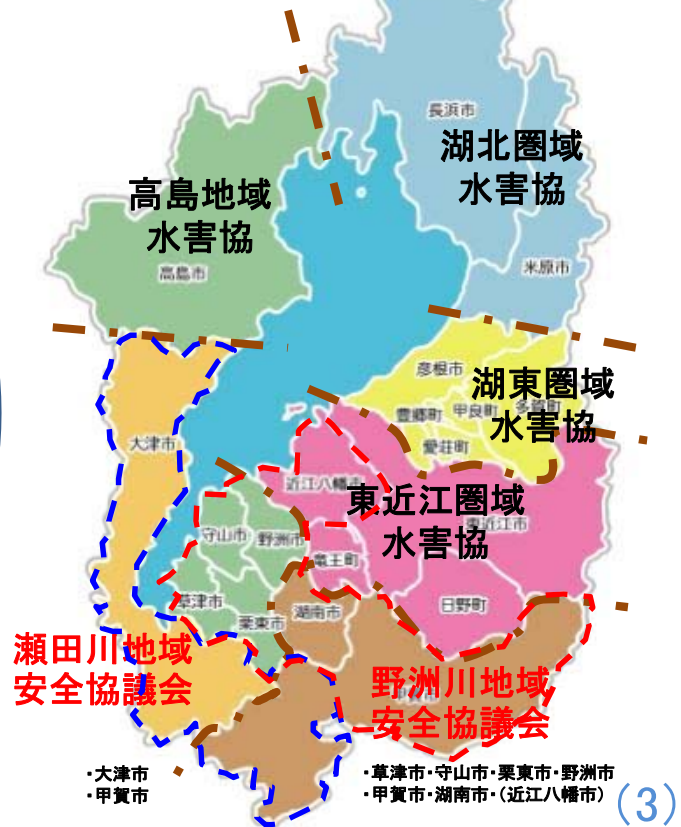 長浜市
湖北圏域
水害協
高島地域
水害協
高島市
米原市
彦根市
湖東圏域
水害協
豊郷町
甲良町
多賀町
愛荘町
大津市
近江八幡市
東近江圏域
水害協
東近江市
守山市
野洲市
竜王町
草津市
湖南市
日野町
栗東市
瀬田川地域
安全協議会
野洲川地域
安全協議会
・大津市
・甲賀市
・草津市・守山市・栗東市・野洲市
・甲賀市・湖南市・(近江八幡市)
(3)